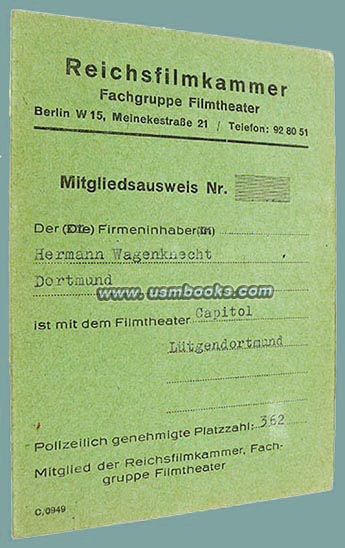 Reichsfilmkammer
Fachgruppe Filmtheater
Berlin W 15, Meinekestraße 21 / Telefon: 92 80 51
Mitgliedsausweis Nr.
Der (Die) Firmeninhaber(in)
Hermann Wagenknecht
Dortmund
www.usmbooks.com
ist mit dem Filmtheater Capitol
Lütgendortmund
Polizeilich genehmigte Platzzahl: 362
Mitglied der Reichsfilmkammer, Fach-
gruppe Filmtheater
C/0949